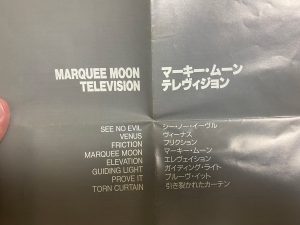 MARQUEE MOON
TELEVISION
マーキー・ムーン
テレヴィジョン
SEE NO EVIL
VENUS
FRICTION
MARQUEE MOON
ELEVATION
GUIDING LIGHT
PROVE IT
TORN CURTAIN
シー・ノー・イーヴル
ヴィーナス
フリクション
マーキー・ムーン
エレヴェイション
ガイディング・ライト
プルーヴ・イット
引き裂かれたカーテン